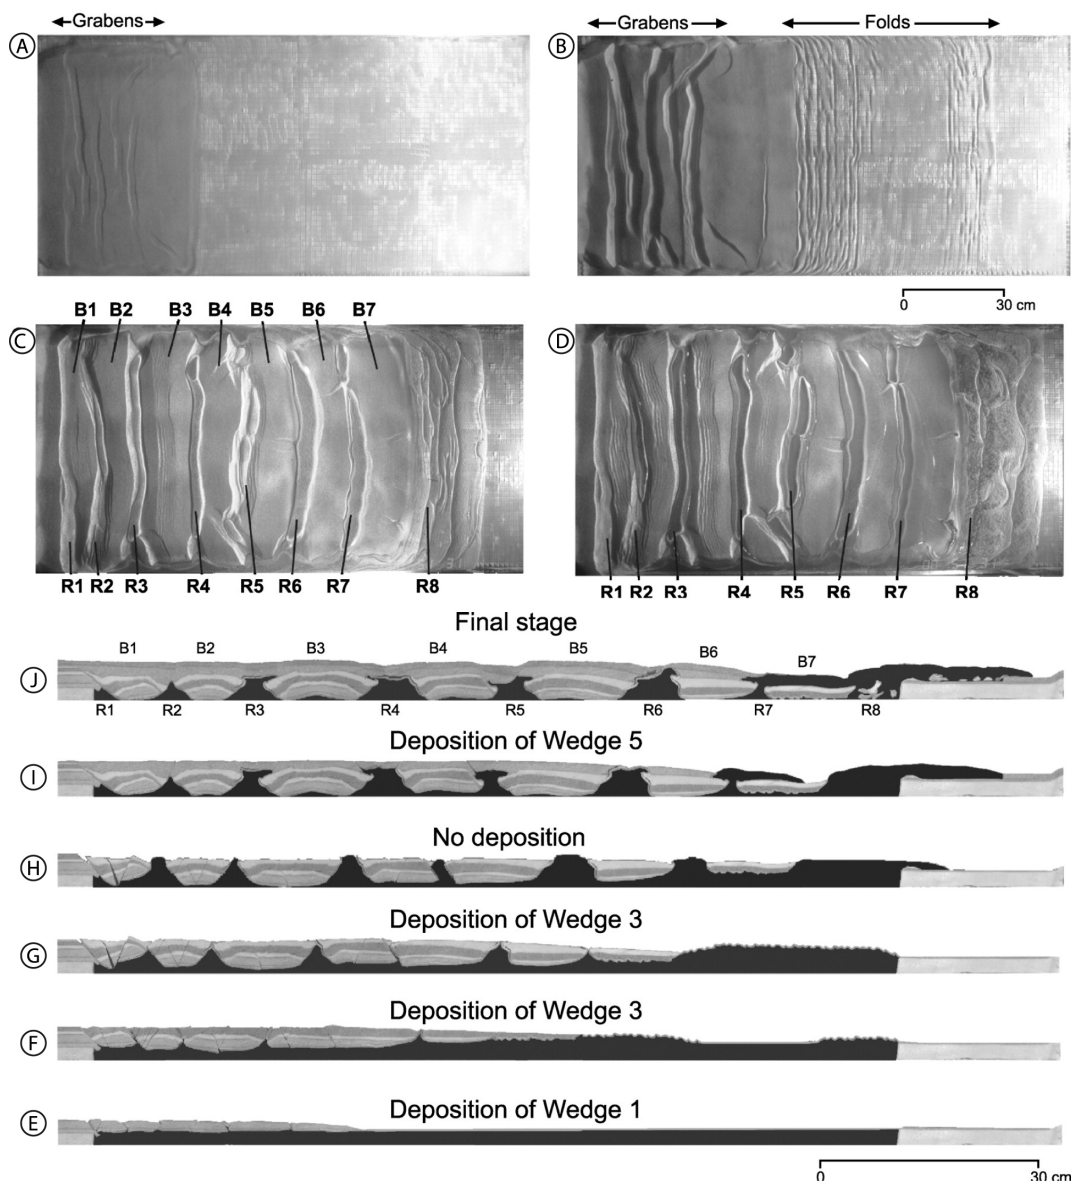 Grabens
Grabens Folds
A
B
0 30 cm
B1 B2 B3 B4 B5 B6 B7
C
D
R1 R2 R3 R4 R5 R6 R7 R8
R1 R2 R3 R4 R5 R6 R7 R8
Final stage
B1 B2 B3 B4 B5 B6 B7
J
R1 R2 R3 R4 R5 R6 R7 R8
Deposition of Wedge 5
I
No deposition
H
Deposition of Wedge 3
G
Deposition of Wedge 3
F
Deposition of Wedge 1
E
0 30 cm